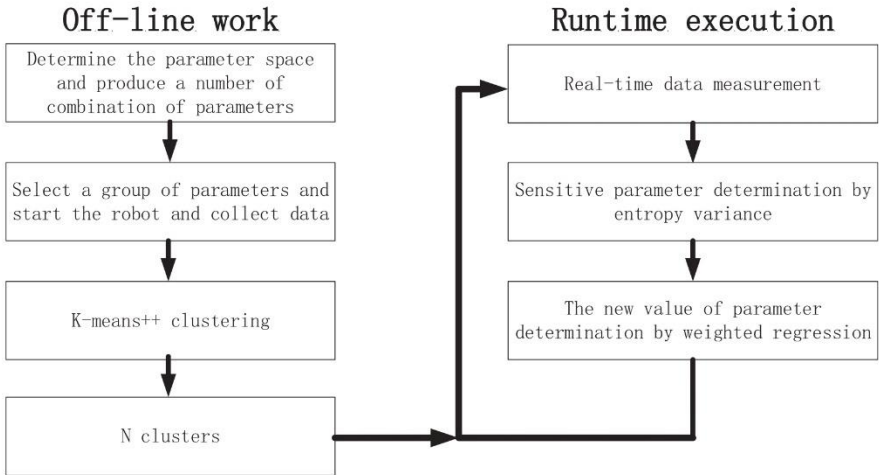 Off-line work
Determine the parameter space
and produce a number of
combination of parameters
Select a group of parameters and
start the robot and collect data
K-means++ clustering
N clusters
Runtime execution
Real-time data measurement
Sensitive parameter determination by
entropy variance
The new value of parameter
determination by weighted regression